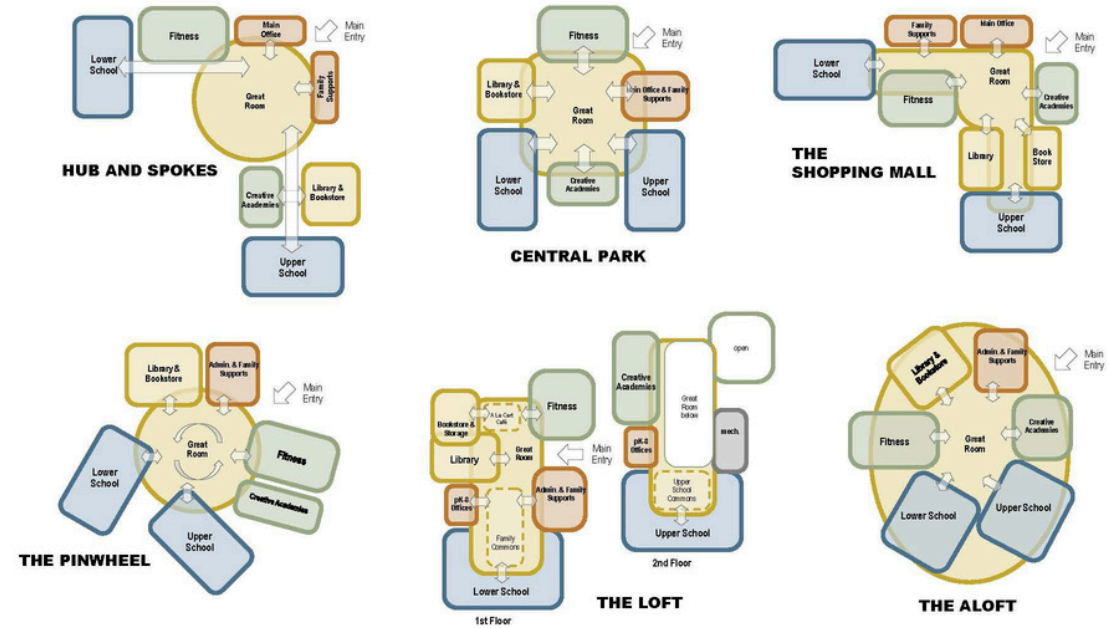 Lower
School
Fitness
Main
Office
Main
Entry
Great
Room
Family
Supports
Creative
Academies
Library &
Bookstore
Upper
School
HUB AND SPOKES
Fitness
Main
Entry
Library &
Bookstore
Great
Room
Main Office & Family
Supports
Lower
School
Creative
Academies
Upper
School
CENTRAL PARK
Family
Supports
Main Office
Main
Entry
Lower
School
Great
Room
Fitness
Creative
Academies
Library
Book
Store
Upper
School
THE
SHOPPING MALL
Library &
Bookstore
Admin. & Family
Supports
Main
Entry
Great
Room
Fitness
Lower
School
Creative Academies
Upper
School
THE PINWHEEL
Bookstore &
Storage
A La Cart
Café
Fitness
Library
Great
Room
Main
Entry
pK-8
Offices
Admin. & Family
Supports
Family
Commons
Lower School
1st Floor
Creative
Academies
Great
Room
below
open
pK-8
Offices
mech.
Upper
School
Commons
Upper School
2nd Floor
THE LOFT
Library &
Bookstore
Admin. & Family
Supports
Main
Entry
Fitness
Great
Room
Creative
Academies
Lower School
Upper School
THE ALOFT